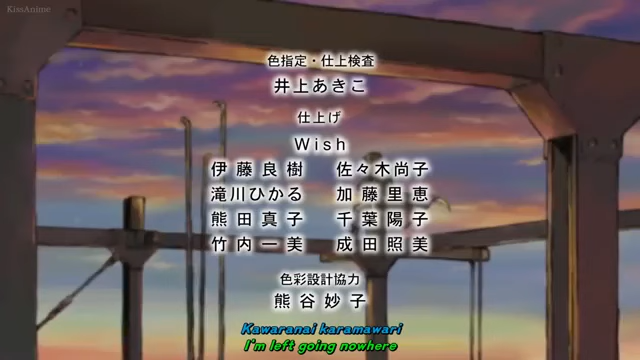 KissAnime
色指定・仕上検査
井上あきこ
仕上げ
Wish
伊藤良樹 佐々木尚子
滝川ひかる 加藤里恵
熊田真子 千葉陽子
竹内一美 成田照美
色彩設計協力
熊谷妙子
Kawaranai karamawari
I'm left going nowhere